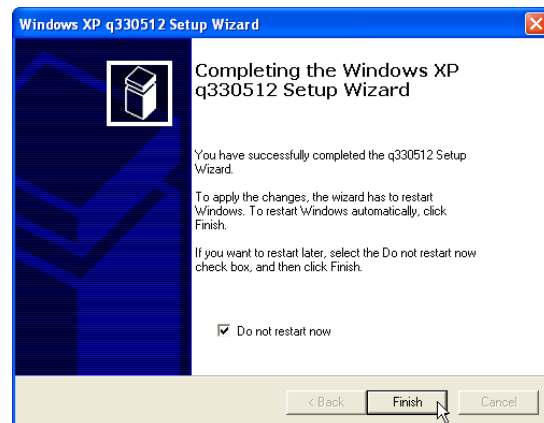 Windows XP q330512 Setup Wizard
Completing the Windows XP
q330512 Setup Wizard
You have successfully completed the q330512 Setup
Wizard.
To apply the changes, the wizard has to restart
Windows. To restart Windows automatically, click
Finish.
If you want to restart later, select the Do not restart now
check box, and then click Finish.
Do not restart now
< Back Finish Cancel